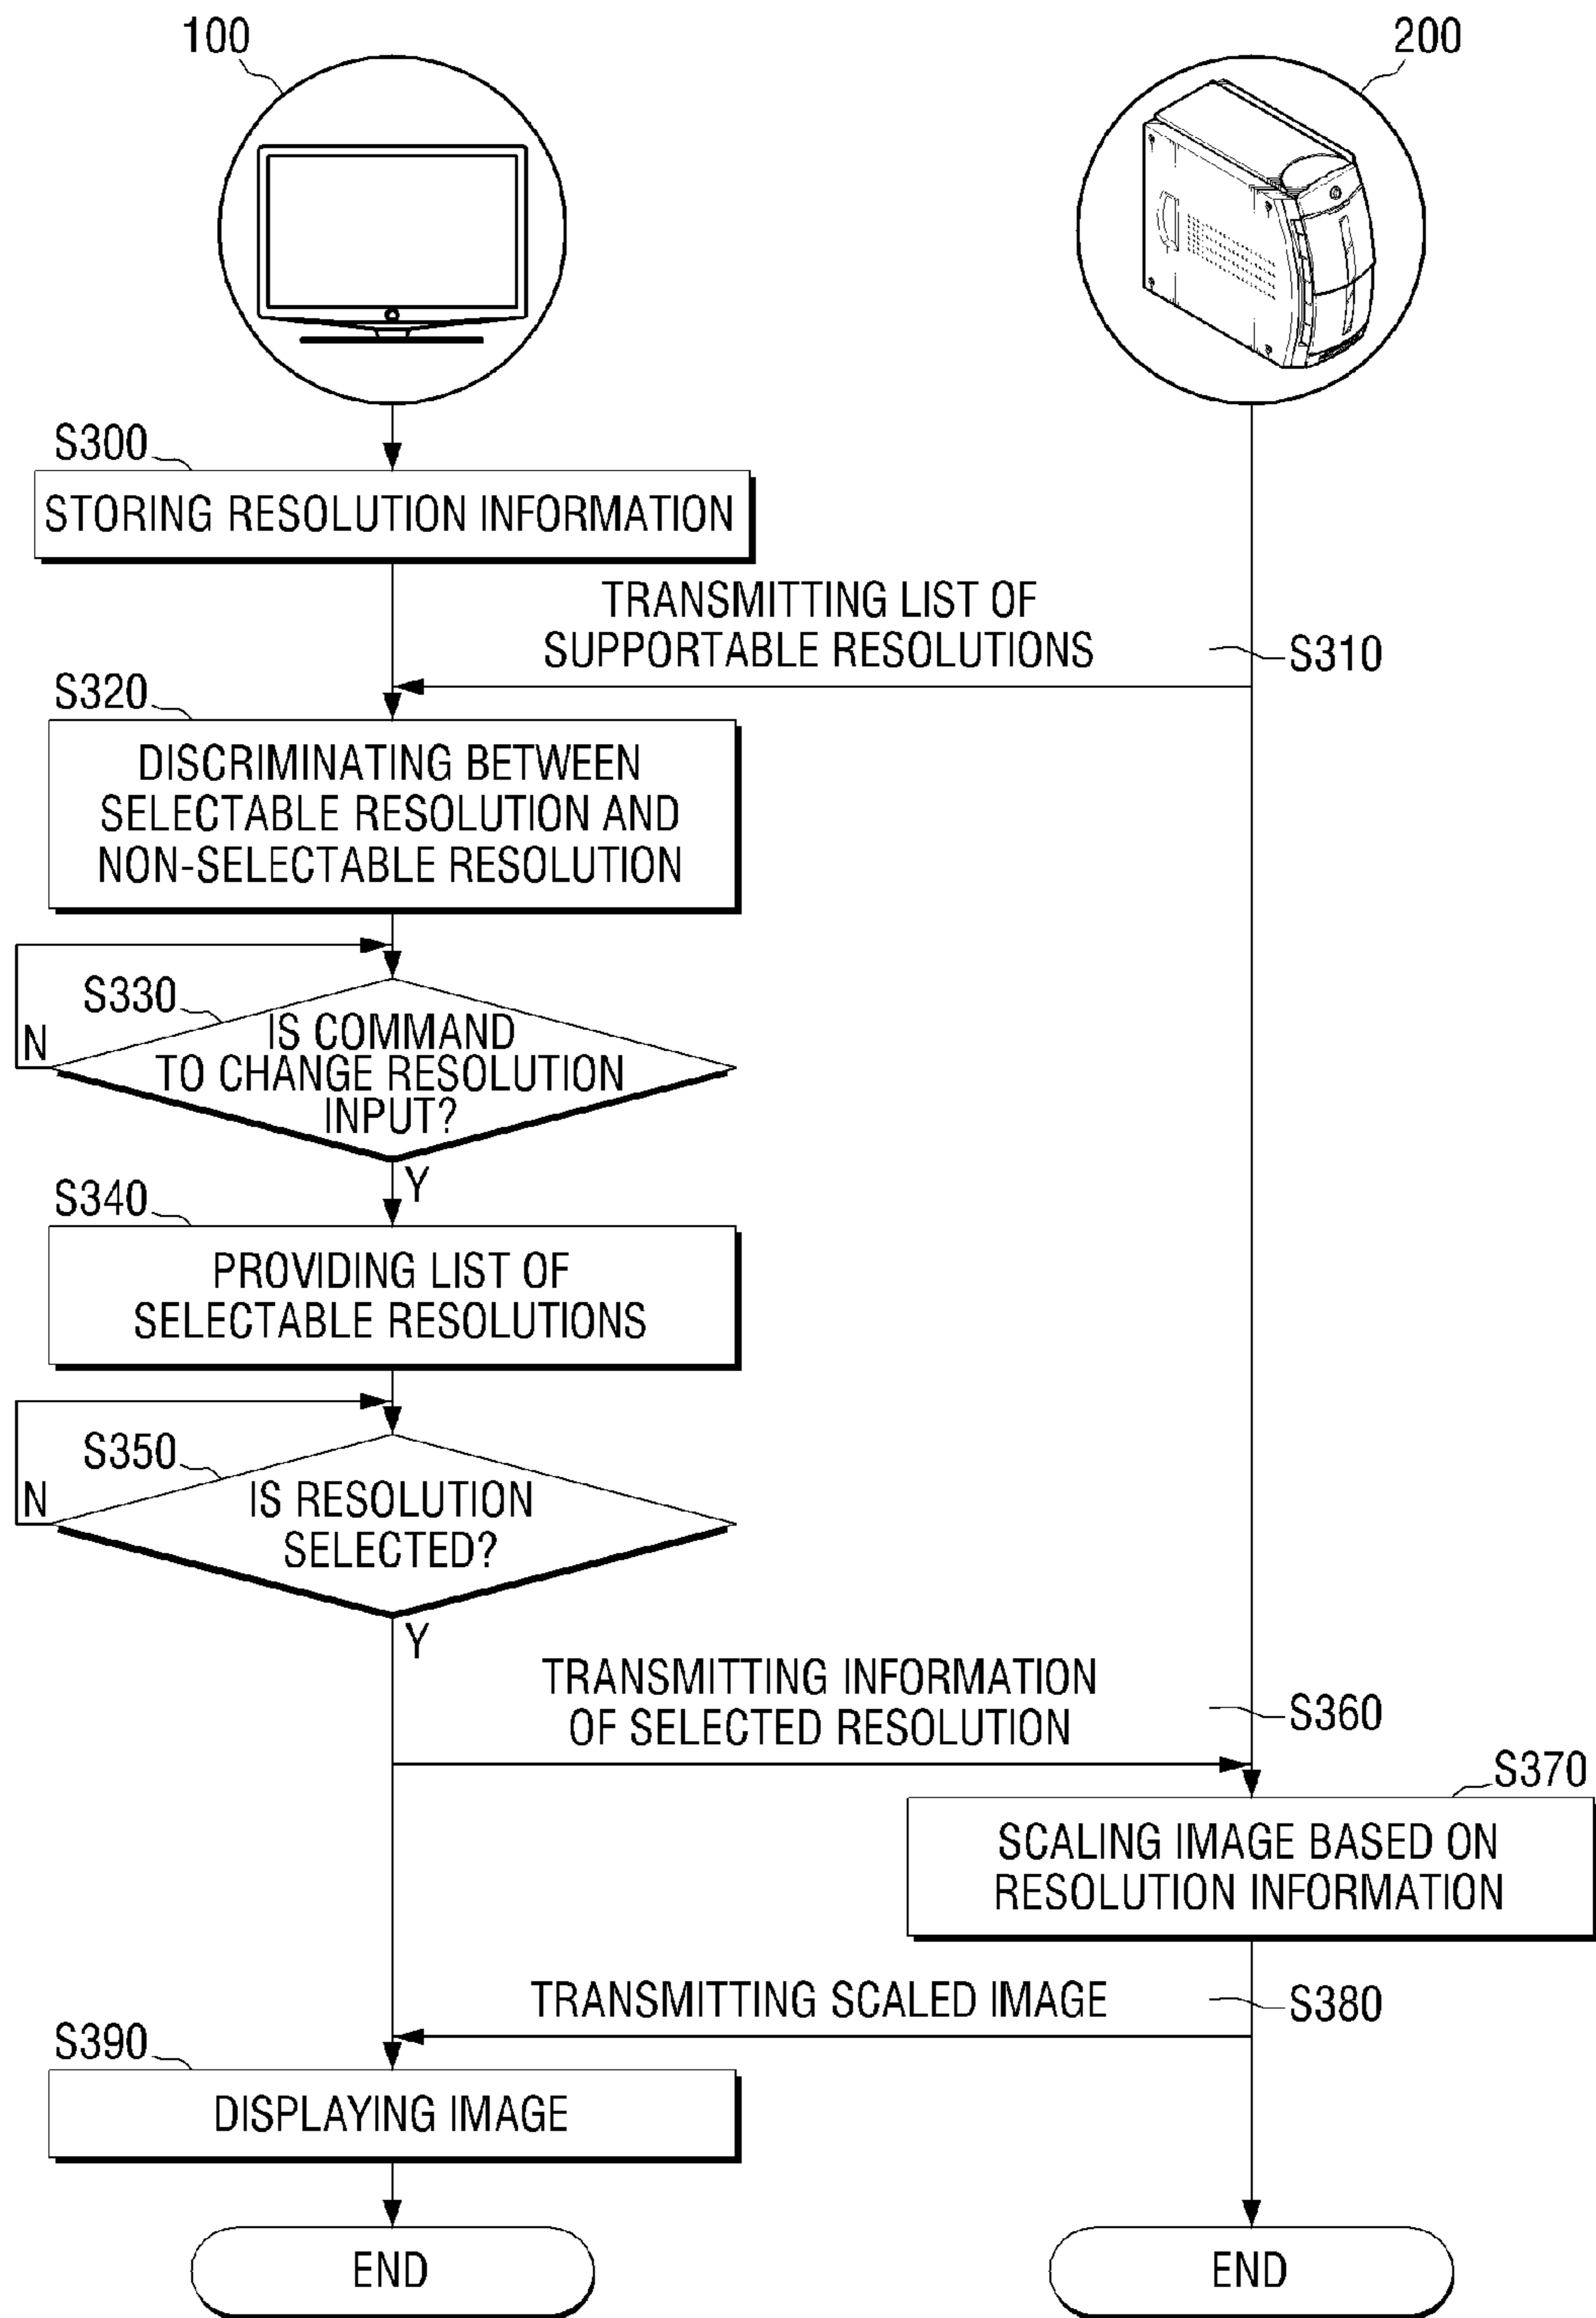 100
200
S300
STORING RESOLUTION INFORMATION
TRANSMITTING LIST OF
SUPPORTABLE RESOLUTIONS
S310
S320
DISCRIMINATING BETWEEN
SELECTABLE RESOLUTION AND
NON-SELECTABLE RESOLUTION
S330
N
IS COMMAND
TO CHANGE RESOLUTION
INPUT?
Y
S340
PROVIDING LIST OF
SELECTABLE RESOLUTIONS
S350
N
IS RESOLUTION
SELECTED?
Y
TRANSMITTING INFORMATION
OF SELECTED RESOLUTION
S360
S370
SCALING IMAGE BASED ON
RESOLUTION INFORMATION
TRANSMITTING SCALED IMAGE
S380
S390
DISPLAYING IMAGE
END
END